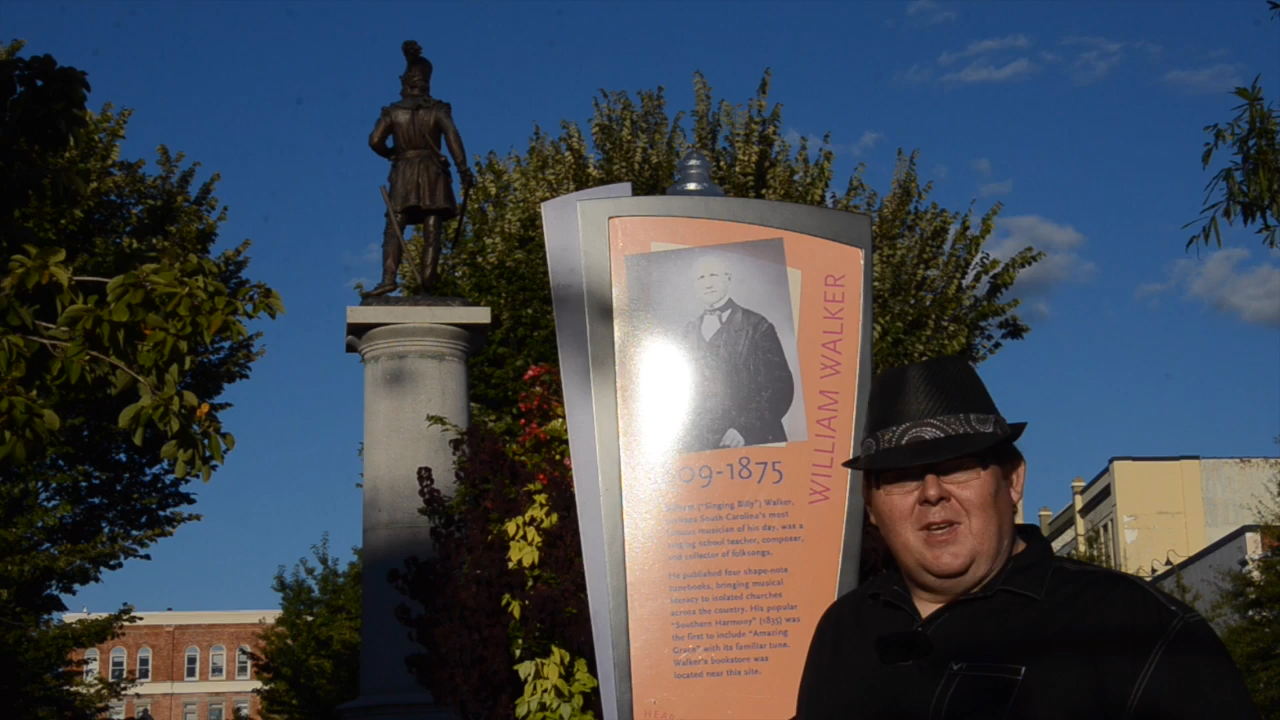 WILLIAM WALKER
09-1875
("Singing Billy") Walker,
South Carolina's most
musician of his day, was a
singing school teacher, composer,
and collector of folksongs.
He published four shape-note
tunebooks, bringing musical
literacy to isolated churches
across the country. His popular
"Southern Harmony" (1835) was
the first to include "Amazing
Grace" with its familiar tune.
Walker's bookstore was
located near this site.
HEAR